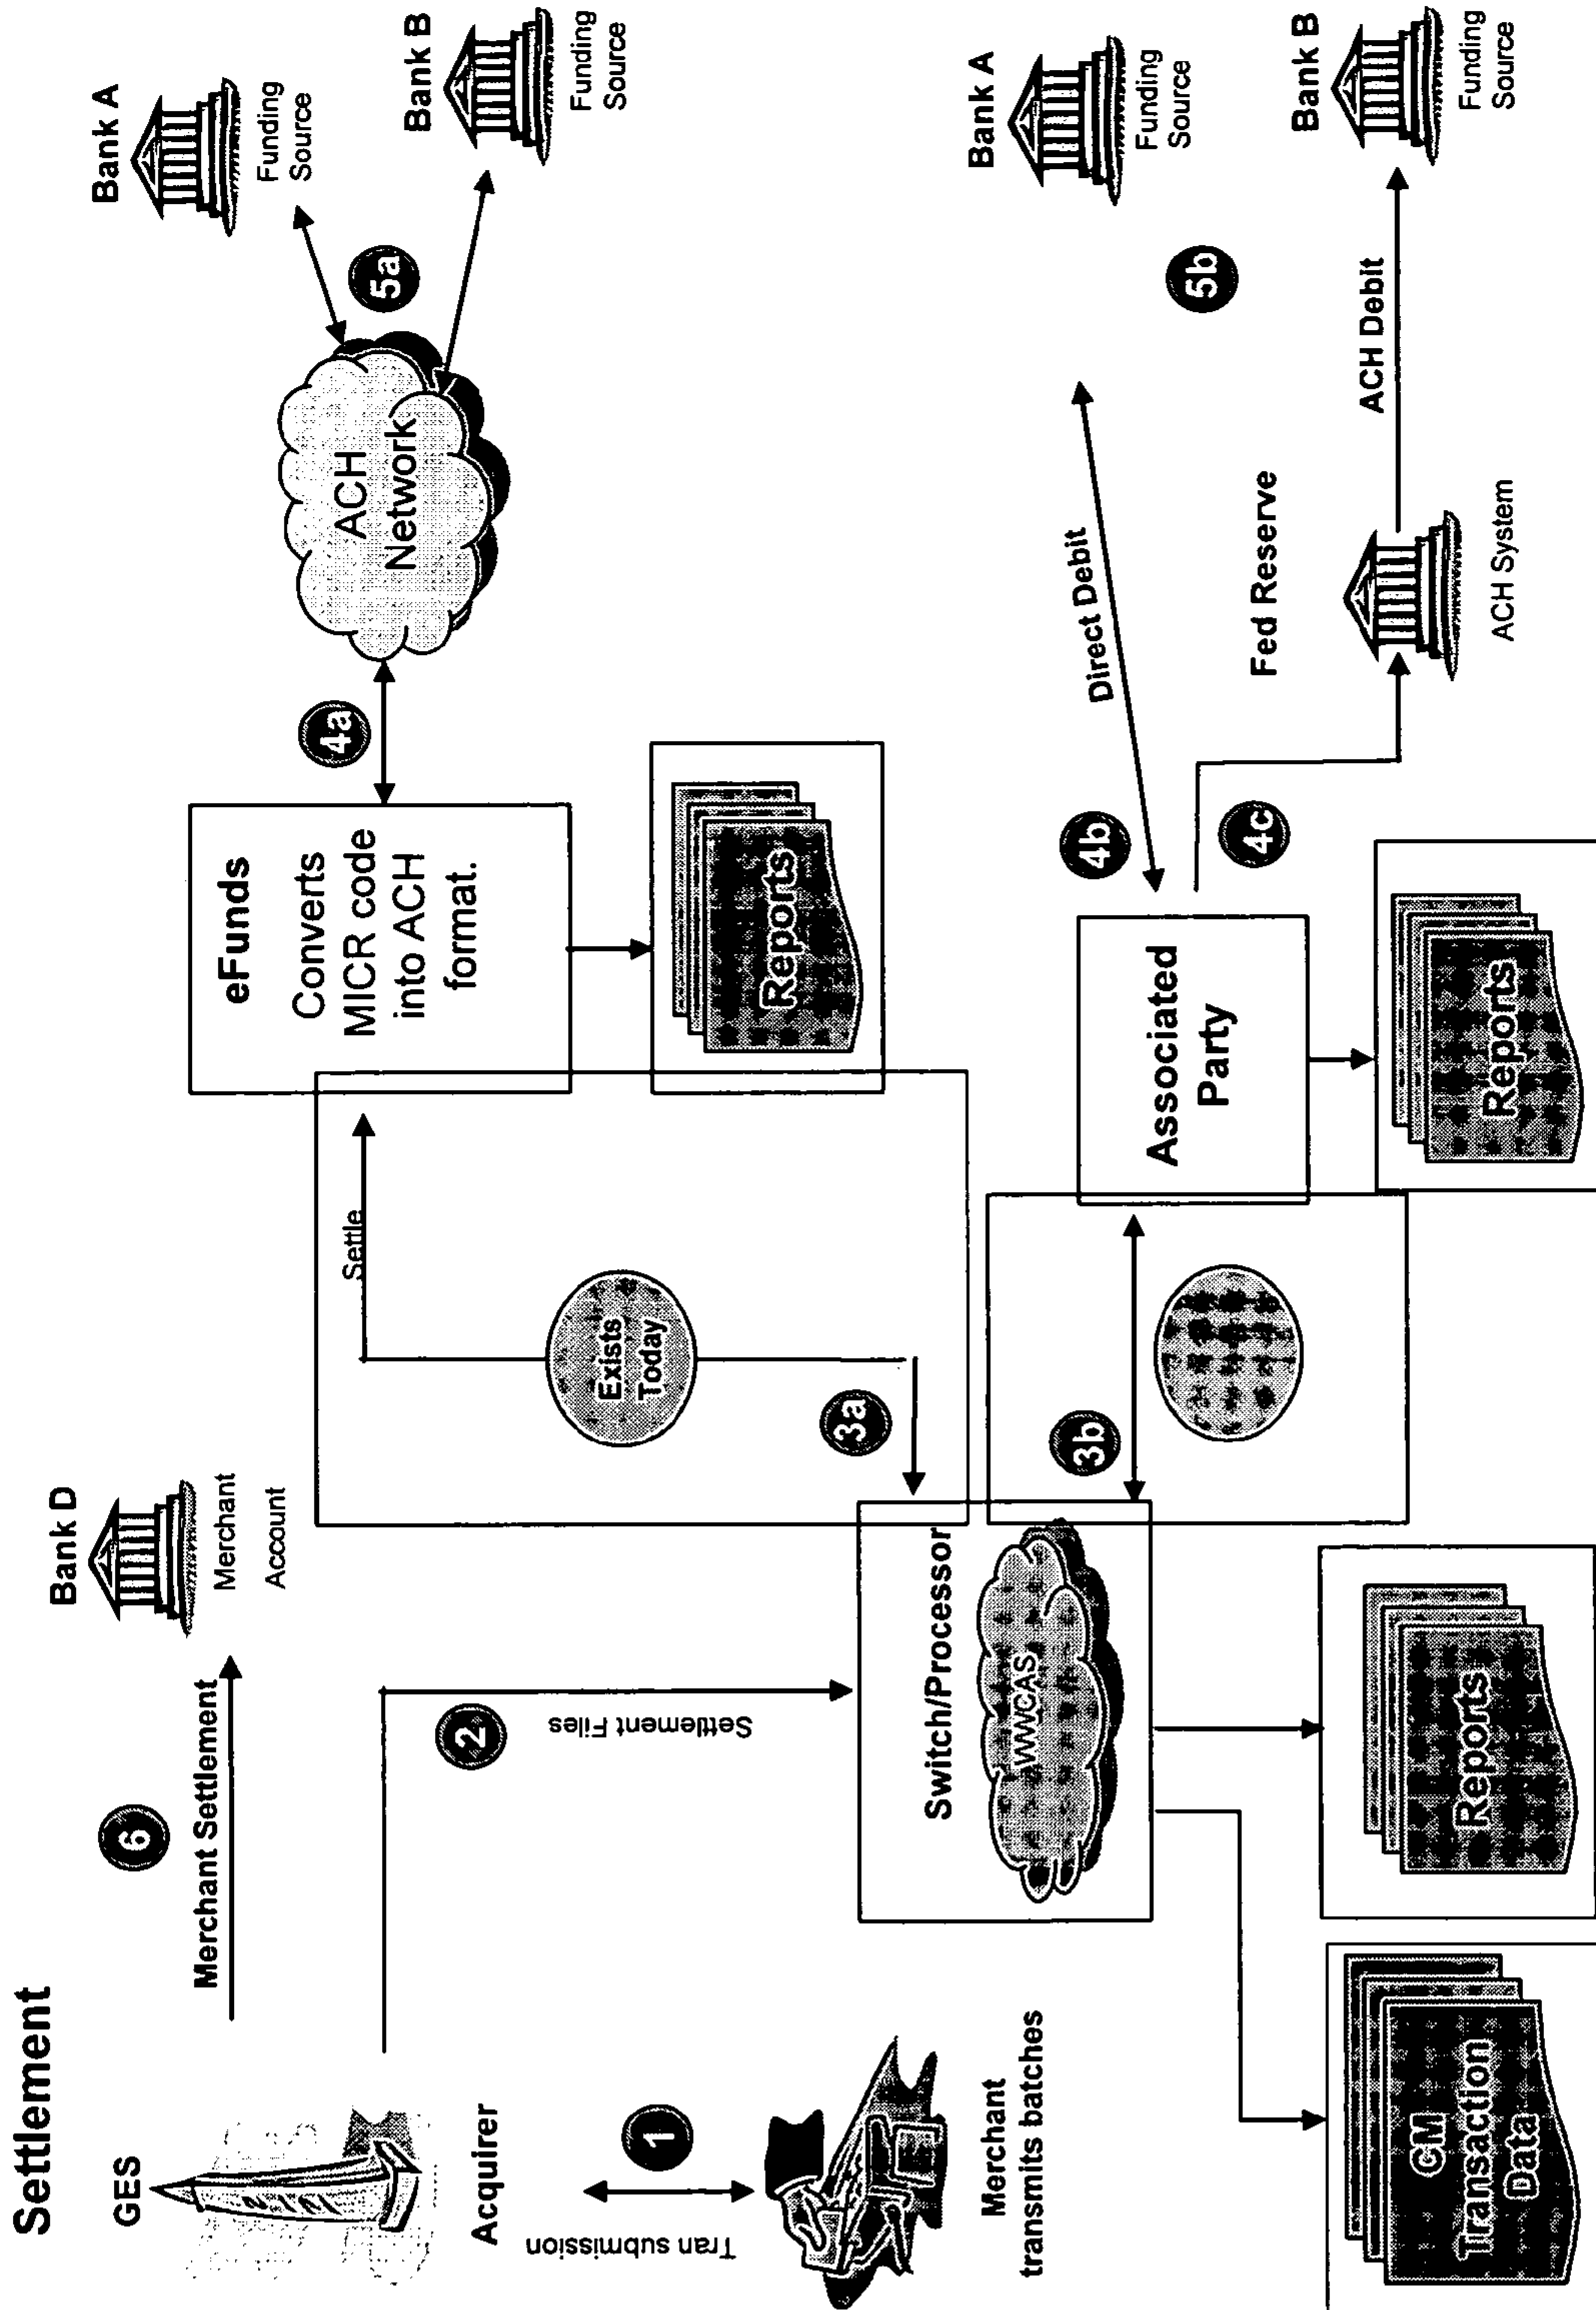 Settlement
GES
Acquirer
6
Merchant Settlement
Bank D
Merchant
Account
1
Tran submission
Merchant
transmits batches
2
Settlement Files
Switch/Processor
WWCAS
CM
Transaction
Data
Reports
3a
Exists
Today
Settle
eFunds
Converts
MICR code
into ACH
format.
Reports
4a
ACH
Network
5a
Bank A
Funding
Source
Bank B
Funding
Source
3b
Associated
Party
Reports
4b
Direct Debit
4c
Fed Reserve
ACH System
ACH Debit
5b
Bank A
Funding
Source
Bank B
Funding
Source